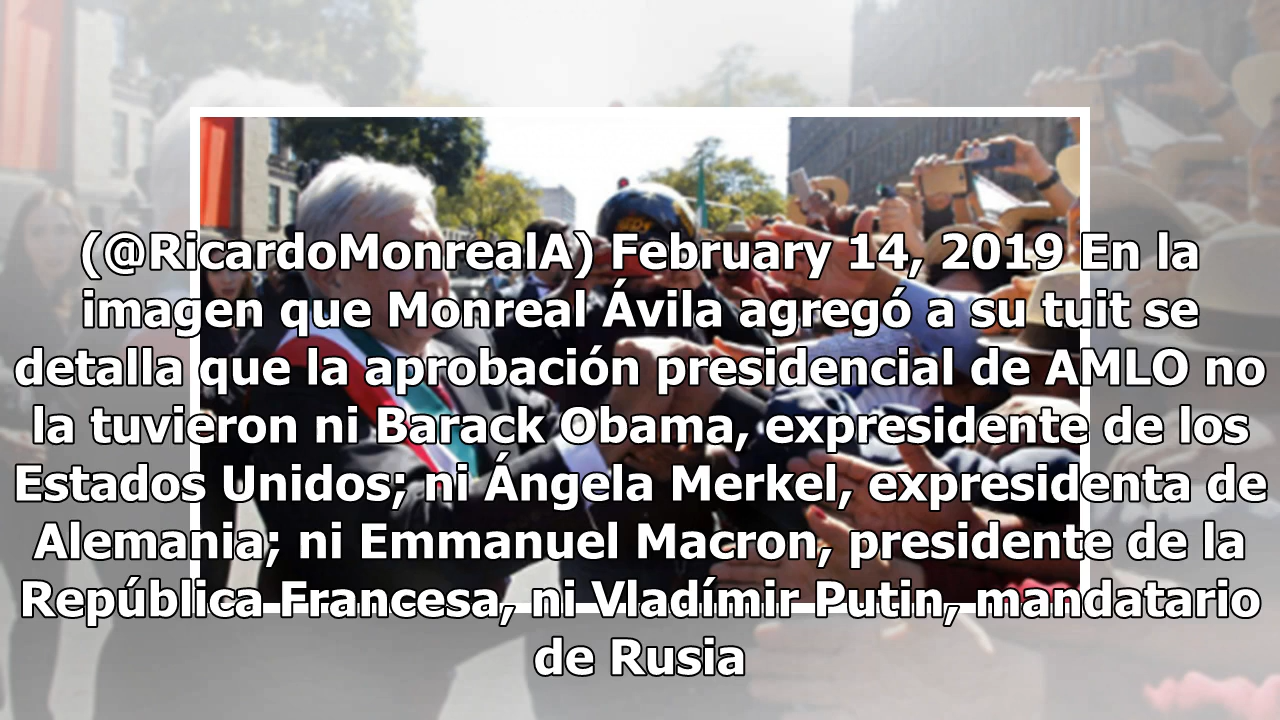 (@RicardoMonrealA) February 14, 2019 En la
imagen que Monreal Ávila agregó a su tuit se
detalla que la aprobación presidencial de AMLO no
la tuvieron ni Barack Obama, expresidente de los
Estados Unidos; ni Ángela Merkel, expresidenta de
Alemania; ni Emmanuel Macron, presidente de la
República Francesa, ni Vladímir Putin, mandatario
de Rusia